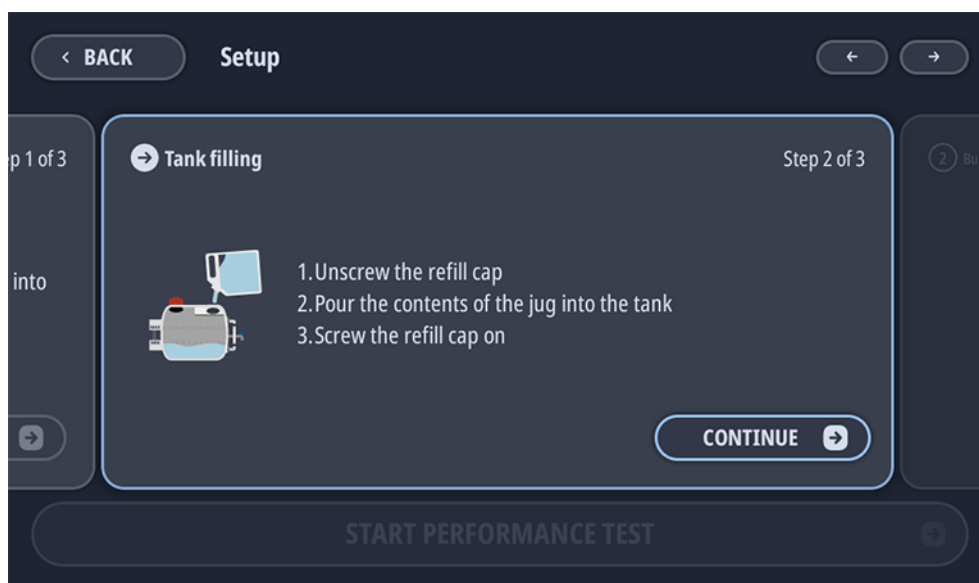 BACK
Setup
p 1 of 3
into
Tank filling
Step 2 of 3
1.Unscrew the refill cap
2.Pour the contents of the jug into the tank
3.Screw the refill cap on
CONTINUE
2
START PERFORMANCE TEST